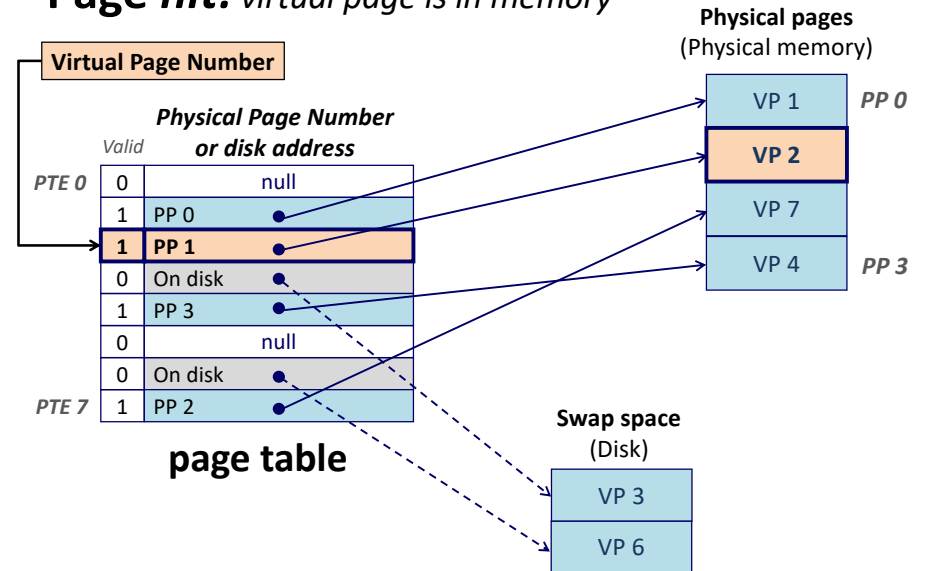 Page hit: virtual page is in memory
Physical pages
(Physical memory)
Virtual Page Number
VP 1 PP 0
Physical Page Number
Valid or disk address
VP 2
PTE 0 0 null
VP 7
1 PP 0
1 PP 1
VP 4 PP 3
0 On disk
1 PP 3
0 null
0 On disk
PTE 7 1 PP 2
Swap space
(Disk)
page table
VP 3
VP 6